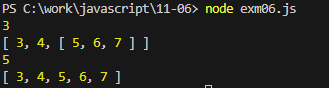 PS C:\work\javascript\11-06> node exm06.js
3
[ 3, 4, [ 5, 6, 7 ] ]
5
[ 3, 4, 5, 6, 7 ]